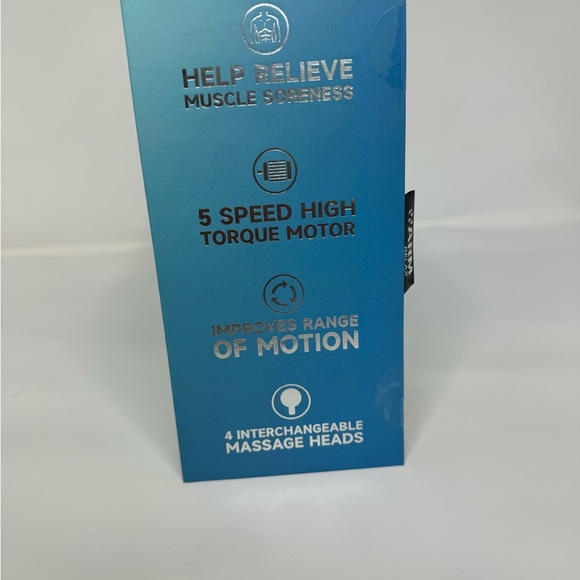 HELP RELIEVE
MUSCLE SORENESS
5 SPEED HIGH
TORQUE MOTOR
IMPROVES RANGE
OF MOTION
4 INTERCHANGEABLE
MASSAGE HEADS